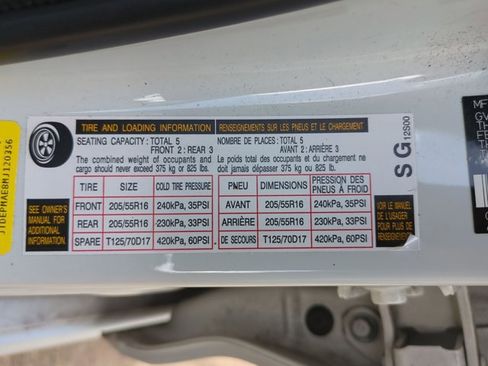 TIRE AND LOADING INFORMATION
RENSEIGNEMENTS SUR LES PNEUS ET LE CHARGEMENT
SEATING CAPACITY: TOTAL 5
FRONT 2 : REAR 3
The combined weight of occupants and
cargo should never exceed 375 kg or 825 lbs.
NOMBRE DE PLACES: TOTAL 5
AVANT 2 : ARRIÈRE 3
Le poids total des occupants et du chargement ne
doit jamais dépasser 375 kg ou 825 lb.
TIRE SIZE COLD TIRE PRESSURE
FRONT 205/55R16 240kPa, 35PSI
REAR 205/55R16 230kPa, 33PSI
SPARE T125/70D17 420kPa, 60PSI
PNEU DIMENSIONS PRESSION DES PNEUS À FROID
AVANT 205/55R16 240kPa, 35PSI
ARRIÈRE 205/55R16 230kPa, 33PSI
DE SECOURS T125/70D17 420kPa, 60PSI
SEE OWNER'S
MANUAL FOR
ADDITIONAL
INFORMATION.
VOIR LE MANUEL
DE L'USAGER
POUR PLUS DE
RENSEIGNEMENTS.
SG
12S00
JTDEPMAE8MJ120356
MF
GV